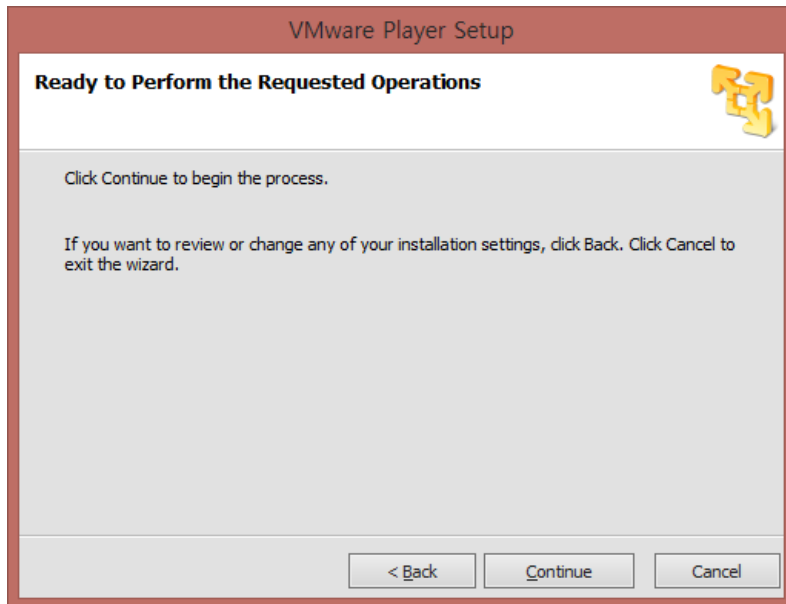 VMware Player Setup
Ready to Perform the Requested Operations
Click Continue to begin the process.
If you want to review or change any of your installation settings, click Back. Click Cancel to
exit the wizard.
< Back
Continue
Cancel